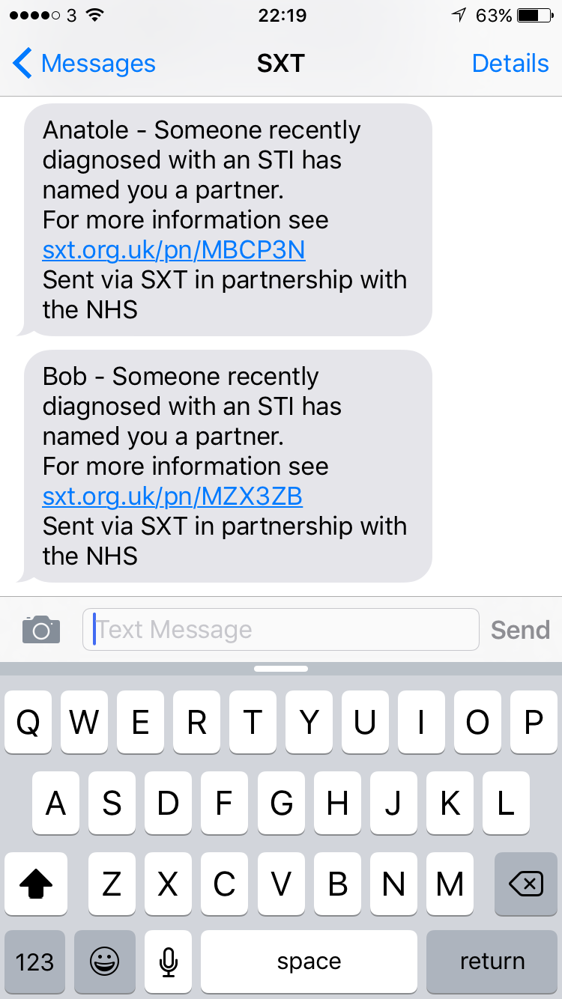 3 22:19 63%
Messages SXT Details
Anatole - Someone recently
diagnosed with an STI has
named you a partner.
For more information see
sxt.org.uk/pn/MBCP3N
Sent via SXT in partnership with
the NHS
Bob - Someone recently
diagnosed with an STI has
named you a partner.
For more information see
sxt.org.uk/pn/MZX3ZB
Sent via SXT in partnership with
the NHS
Text Message Send
Q W E R T Y U I O P
A S D F G H J K L
Z X C V B N M
123 space return